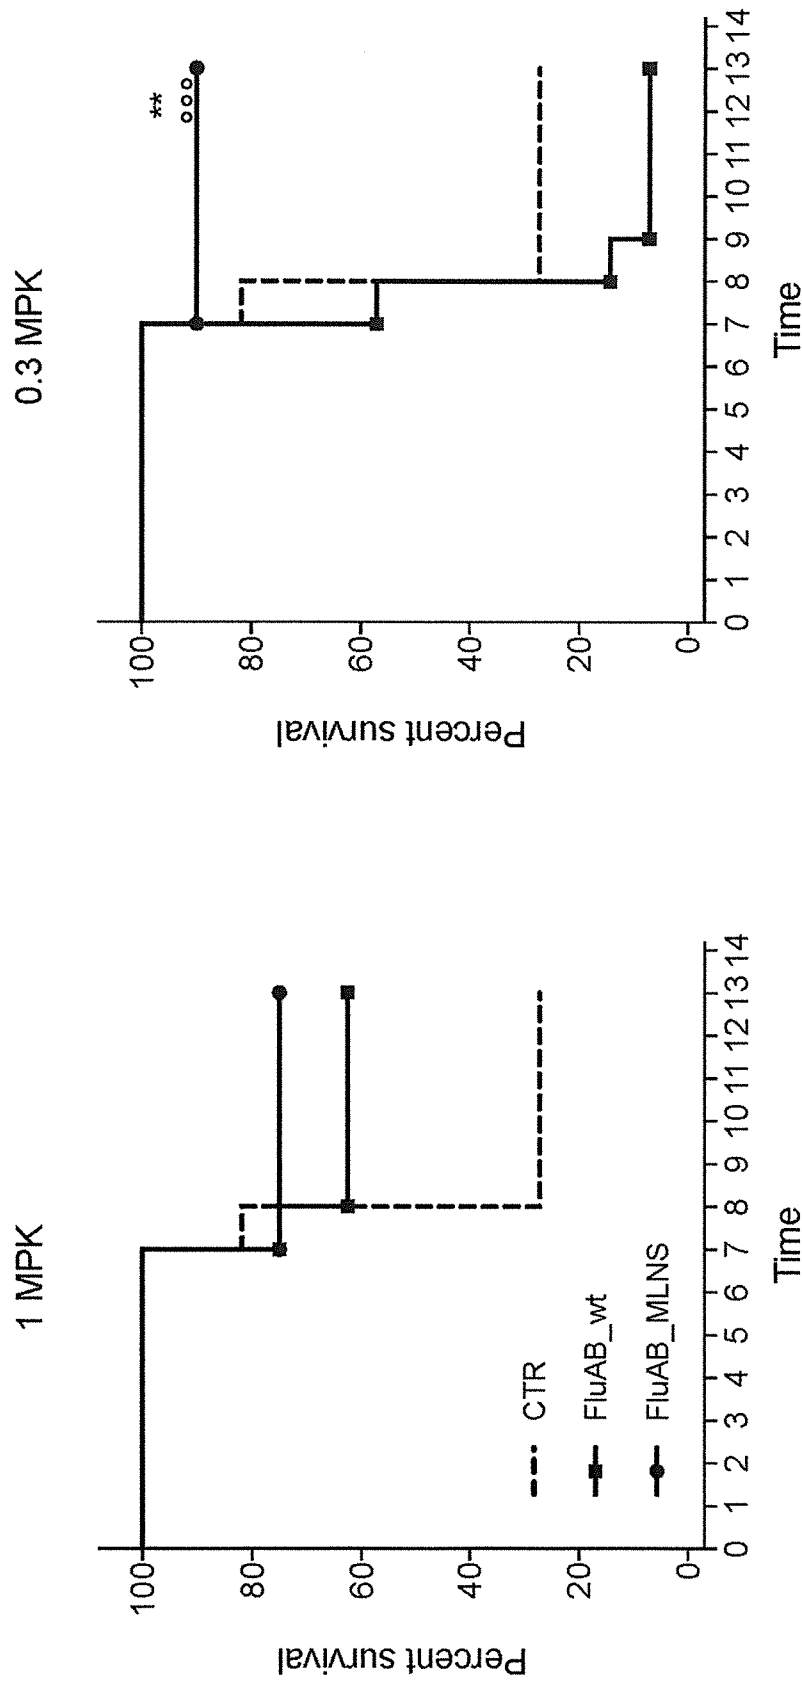 1 MPK
Percent survival
100
80
60
40
20
0
CTR
FluAB_wt
FluAB_MLNS
0 1 2 3 4 5 6 7 8 9 10 11 12 13 14
Time
0.3 MPK
Percent survival
100
80
60
40
20
0
**
°°°
0 1 2 3 4 5 6 7 8 9 10 11 12 13 14
Time